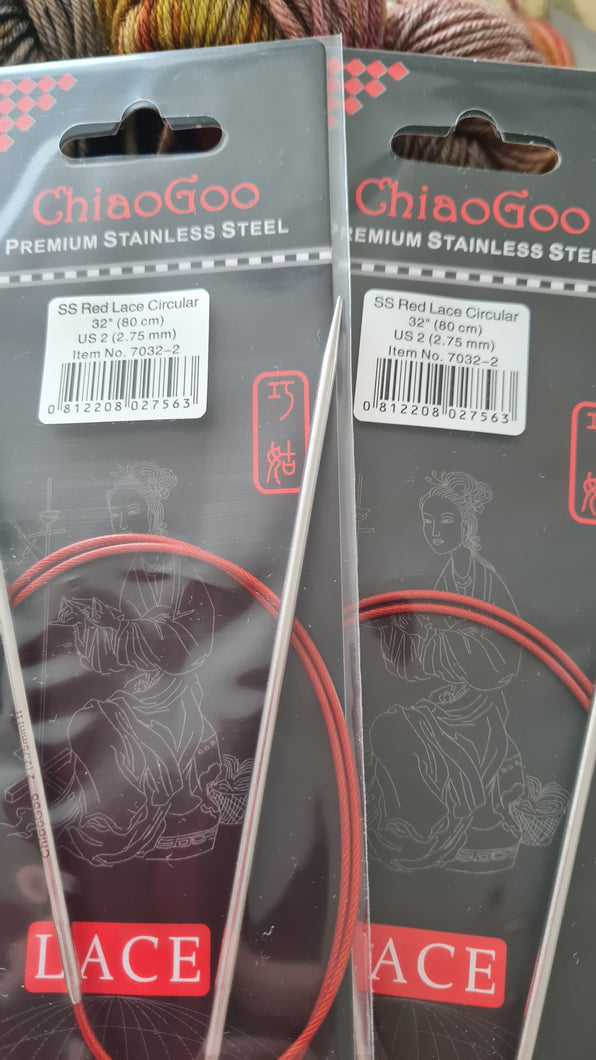 ChiaoGoo
PREMIUM STAINLESS STEEL
SS Red Lace Circular
32" (80 cm)
US 2 (2.75 mm)
Item No. 7032-2
0 812208 027563
巧
姑
LACE
ChiaoGoo
PREMIUM STAINLESS STEE
SS Red Lace Circular
32" (80 cm)
US 2 (2.75 mm)
Item No. 7032-2
0 812208 027563
ACE